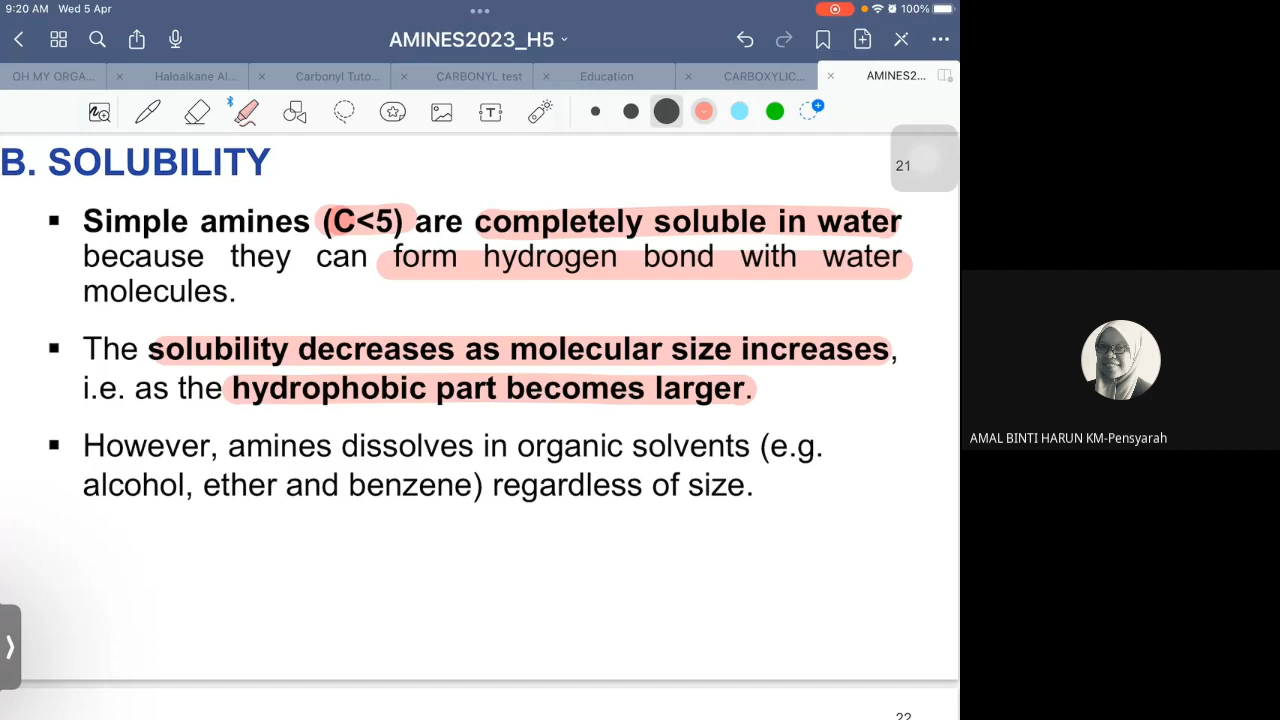 9:20 AM Wed 5 Apr
100%
AMINES2023_H5
OH MY ORGA...
Haloalkane Al...
Carbonyl Tuto...
CARBONYL test
Education
CARBOXYLIC...
AMINES2...
21
B. SOLUBILITY
▪ Simple amines (C<5) are completely soluble in water
because they can form hydrogen bond with water
molecules.
▪ The solubility decreases as molecular size increases,
i.e. as the hydrophobic part becomes larger.
▪ However, amines dissolves in organic solvents (e.g.
alcohol, ether and benzene) regardless of size.
22
AMAL BINTI HARUN KM-Pensyarah